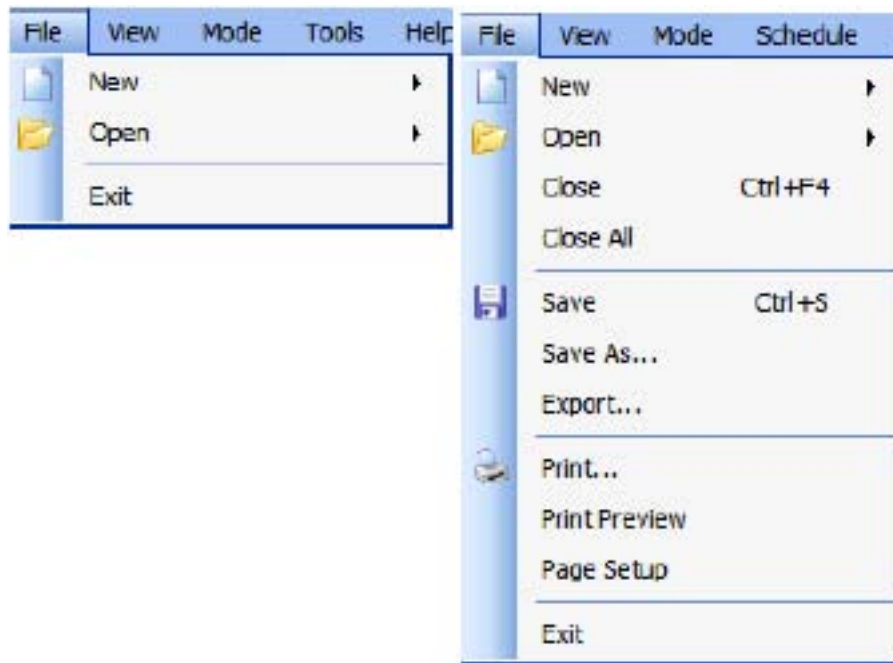 File View Mode Tools Help
New
Open
Exit
File View Mode Schedule
New
Open
Close Ctrl+F4
Close All
Save Ctrl+S
Save As...
Export...
Print...
Print Preview
Page Setup
Exit